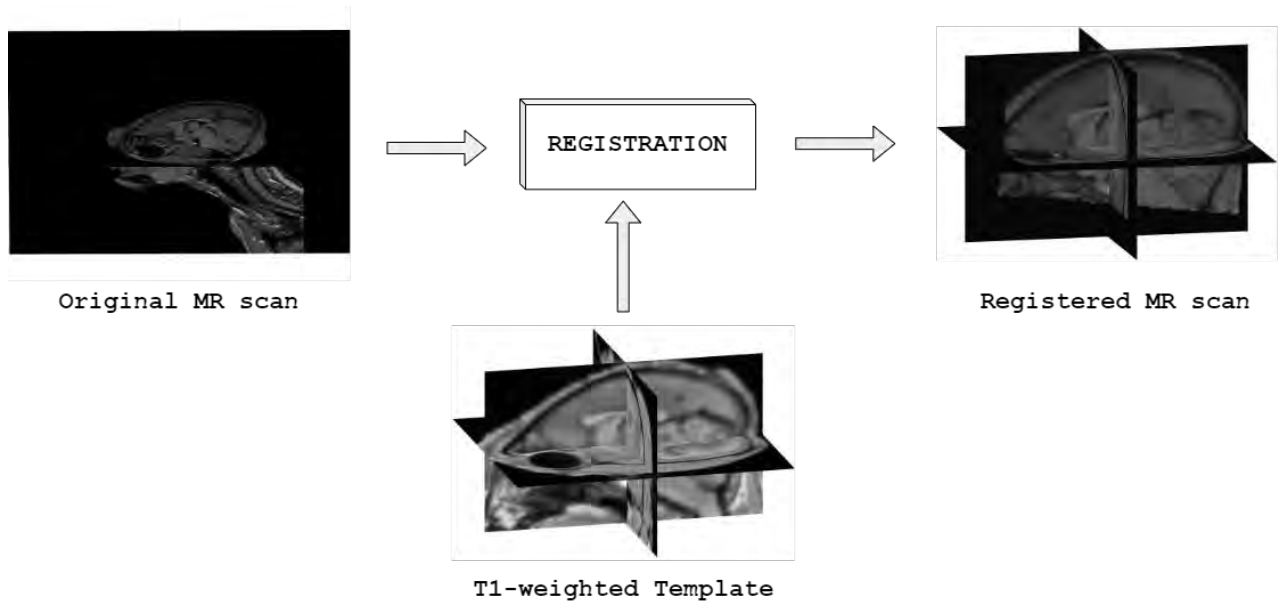 REGISTRATION
Original MR scan
Registered MR scan
T1-weighted Template